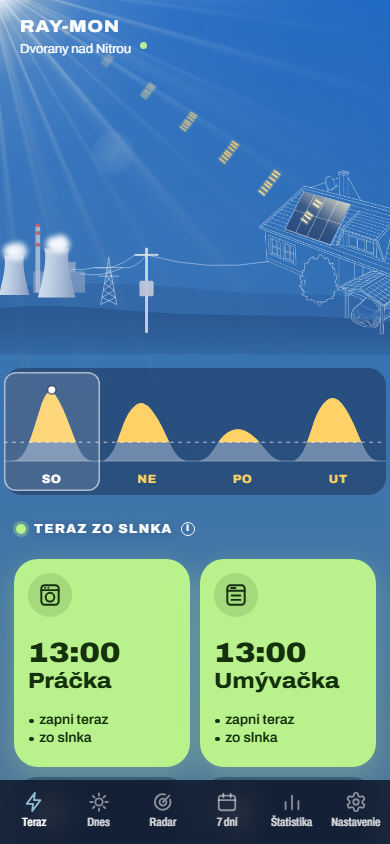 RAY-MON
Dvorany nad Nitrou
SO
NE
PO
UT
TERAZ ZO SLNKA
13:00
Práčka
• zapni teraz
• zo slnka
13:00
Umývačka
• zapni teraz
• zo slnka
Teraz
Dnes
Radar
7 dní
Štatistika
Nastavenie